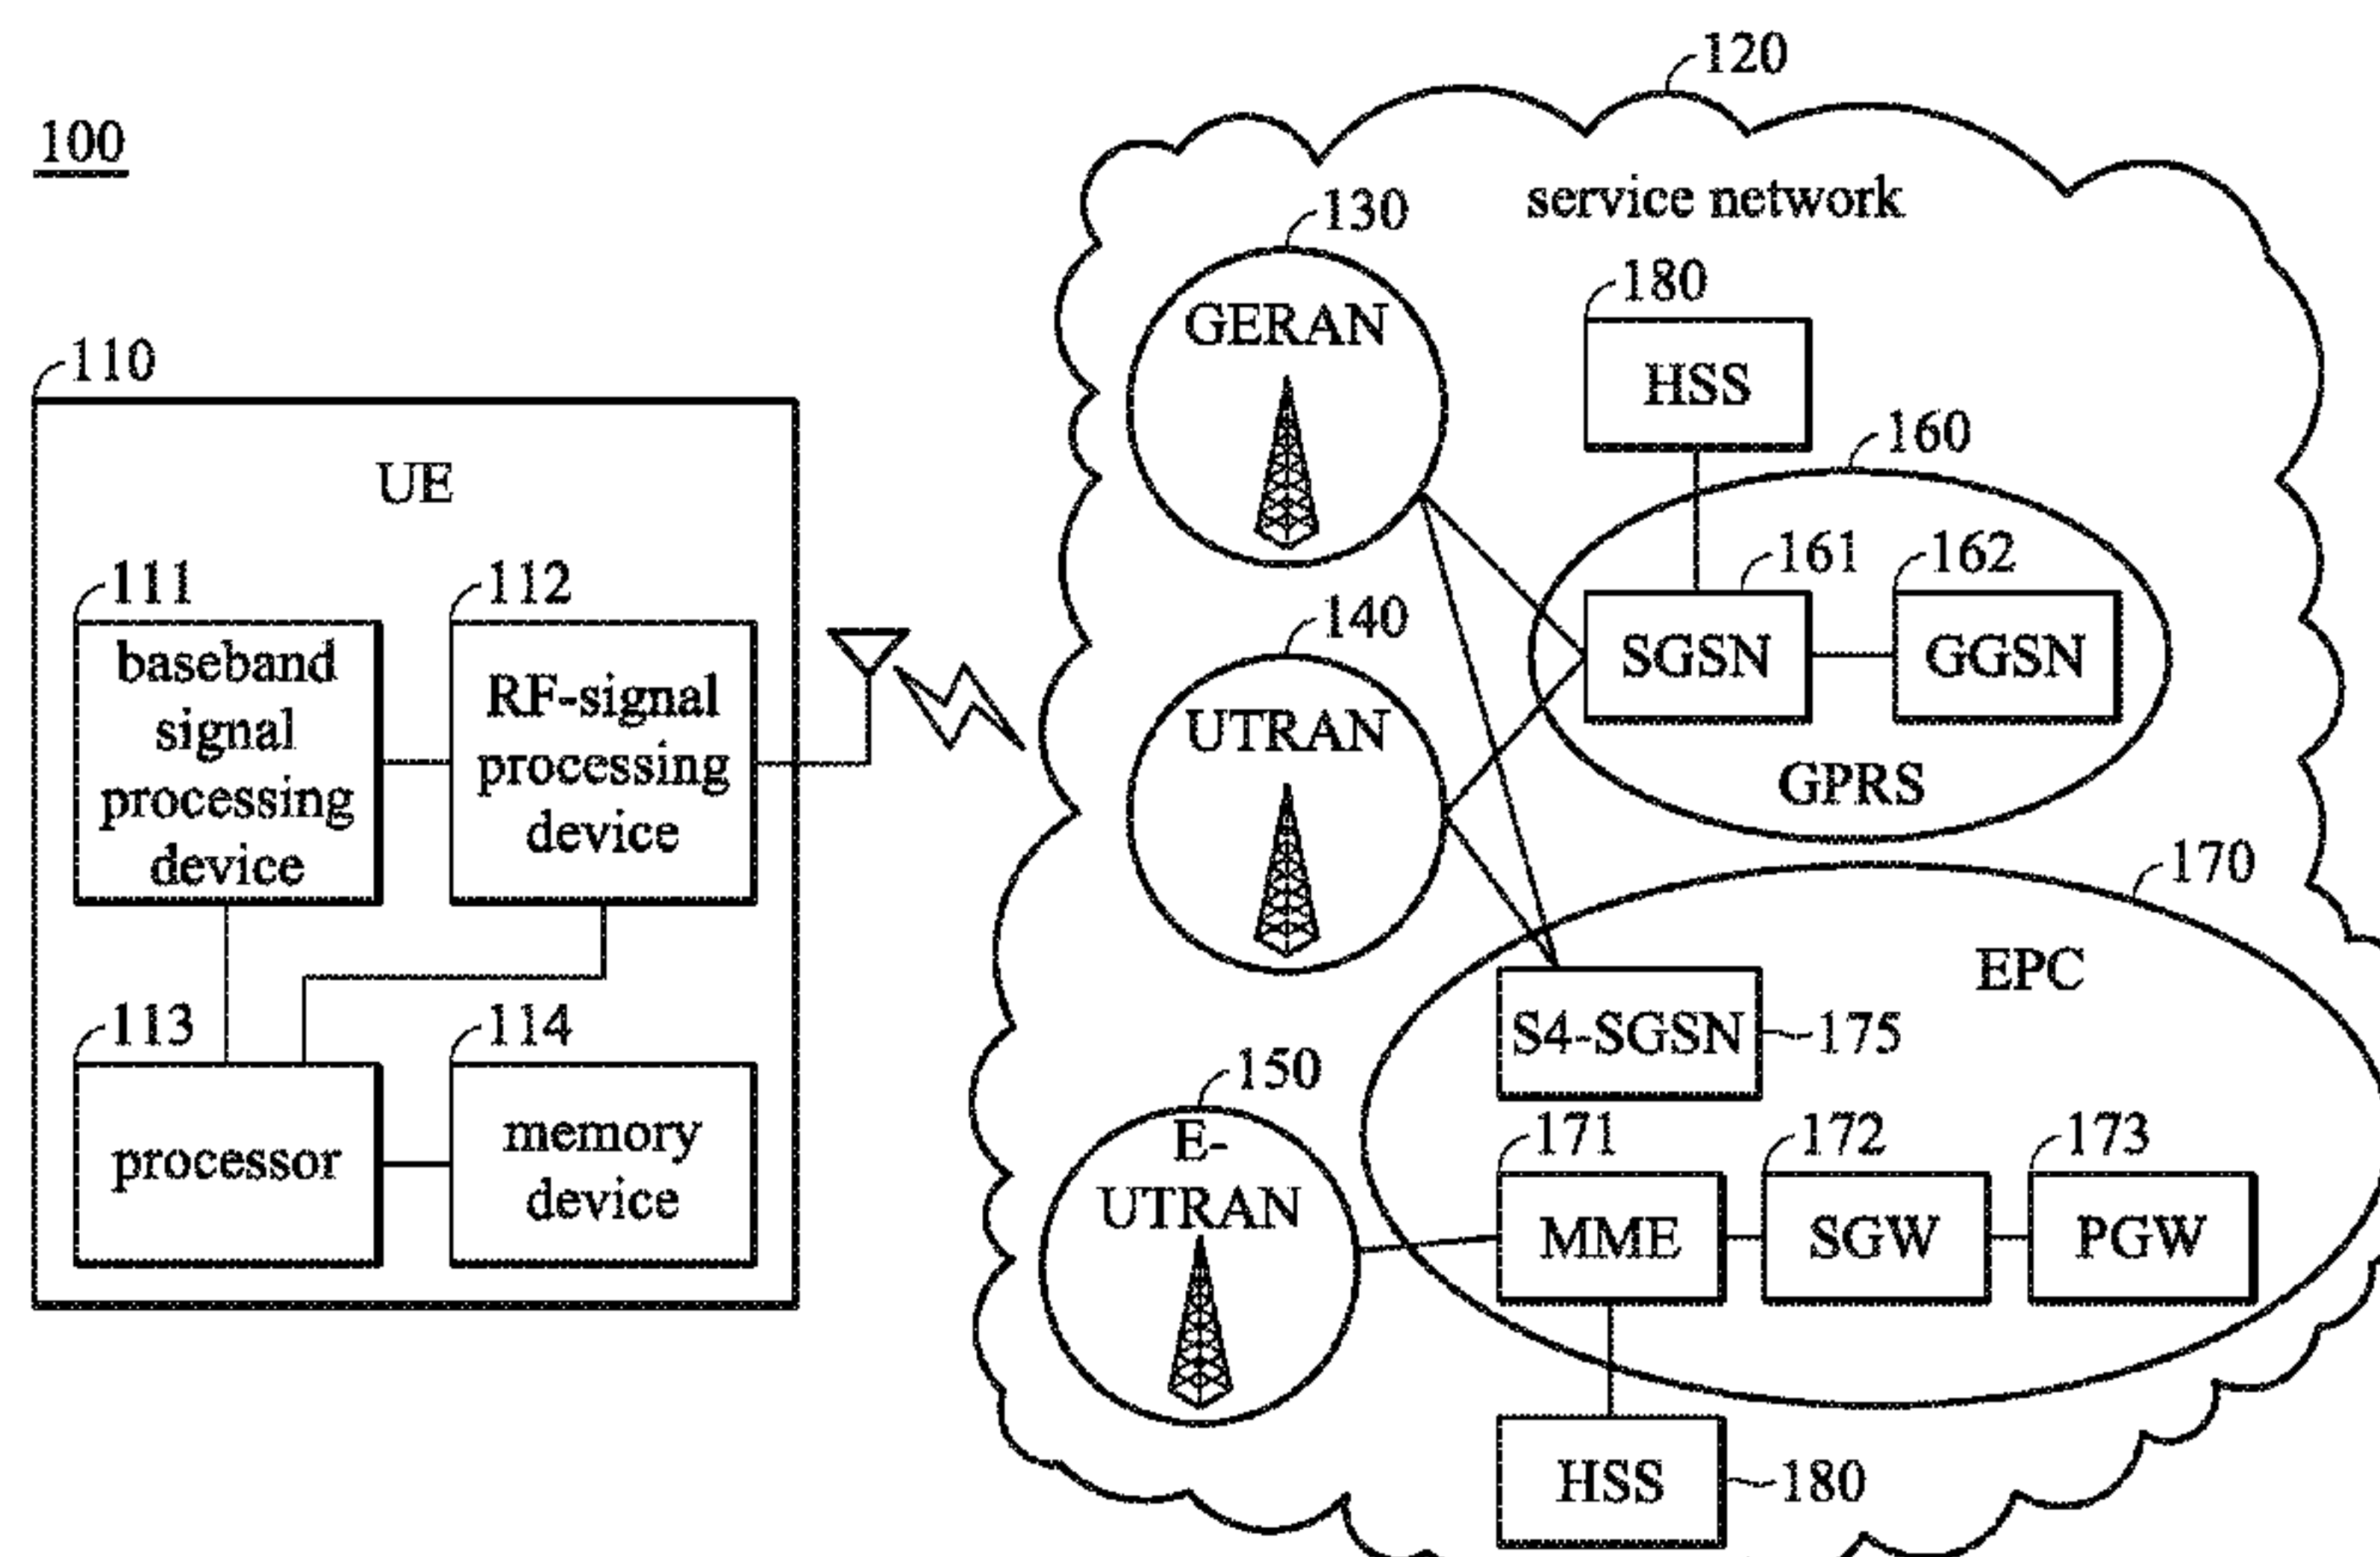 100
110
UE
111
baseband
signal
processing
device
112
RF-signal
processing
device
113
processor
114
memory
device
120
service network
130
GERAN
180
HSS
160
161
SGSN
162
GGSN
GPRS
140
UTRAN
170
EPC
S4-SGSN
175
150
E-
UTRAN
171
MME
172
SGW
173
PGW
HSS
180